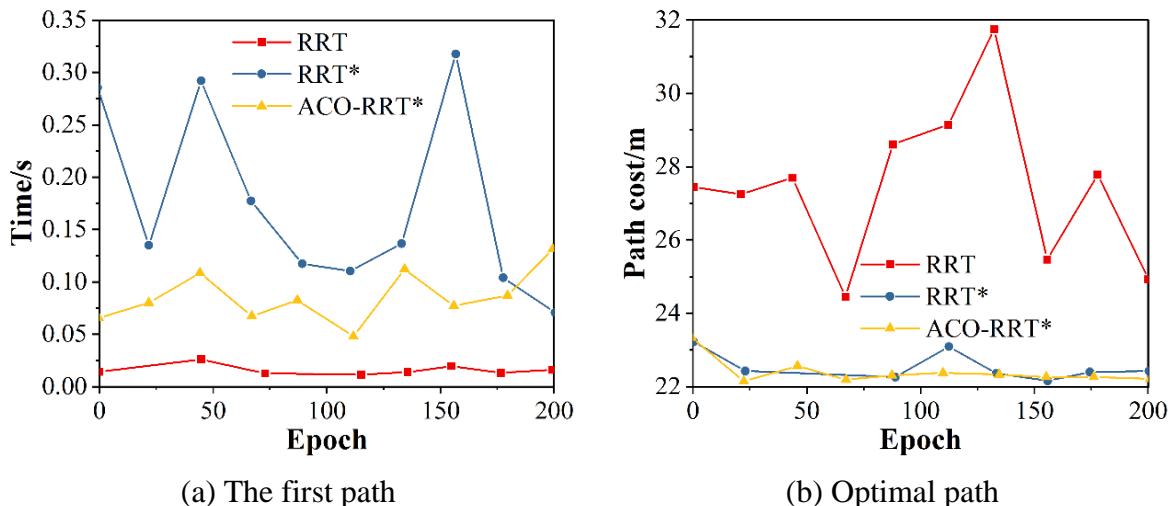 0.35
0.30
0.25
0.20
0.15
0.10
0.05
0.00
Time/s
RRT
RRT*
ACO-RRT*
0 50 100 150 200
Epoch
(a) The first path
32
30
28
26
24
22
Path cost/m
RRT
RRT*
ACO-RRT*
0 50 100 150 200
Epoch
(b) Optimal path